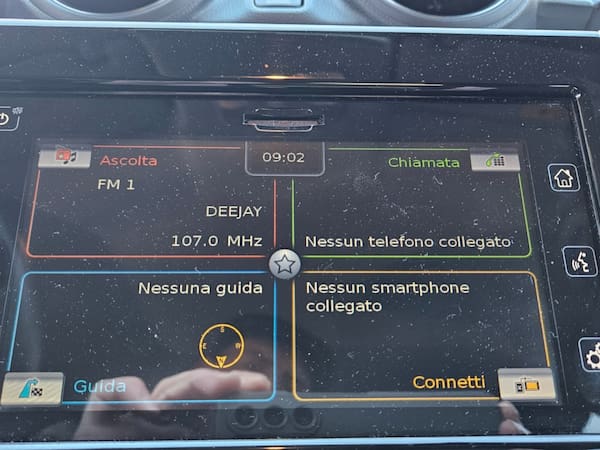 Ascolta
09:02
Chiamata
FM 1
DEEJAY
107.0 MHz
Nessun telefono collegato
Nessuna guida
Nessun smartphone
collegato
S
E W
N
Guida
Connetti